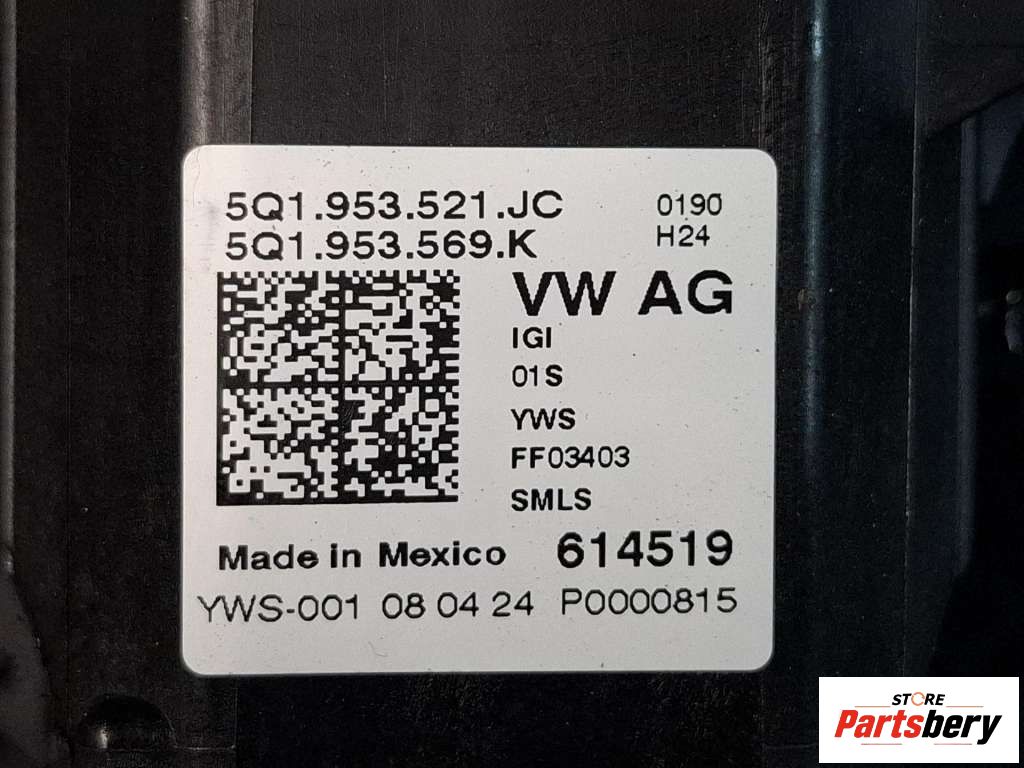 5Q1.953.521.JC 0190
5Q1.953.569.K H24
VW AG
IGI
01S
YWS
FF03403
SMLS
Made in Mexico 614519
YWS-001 08 04 24 P0000815
STORE
Partsbery